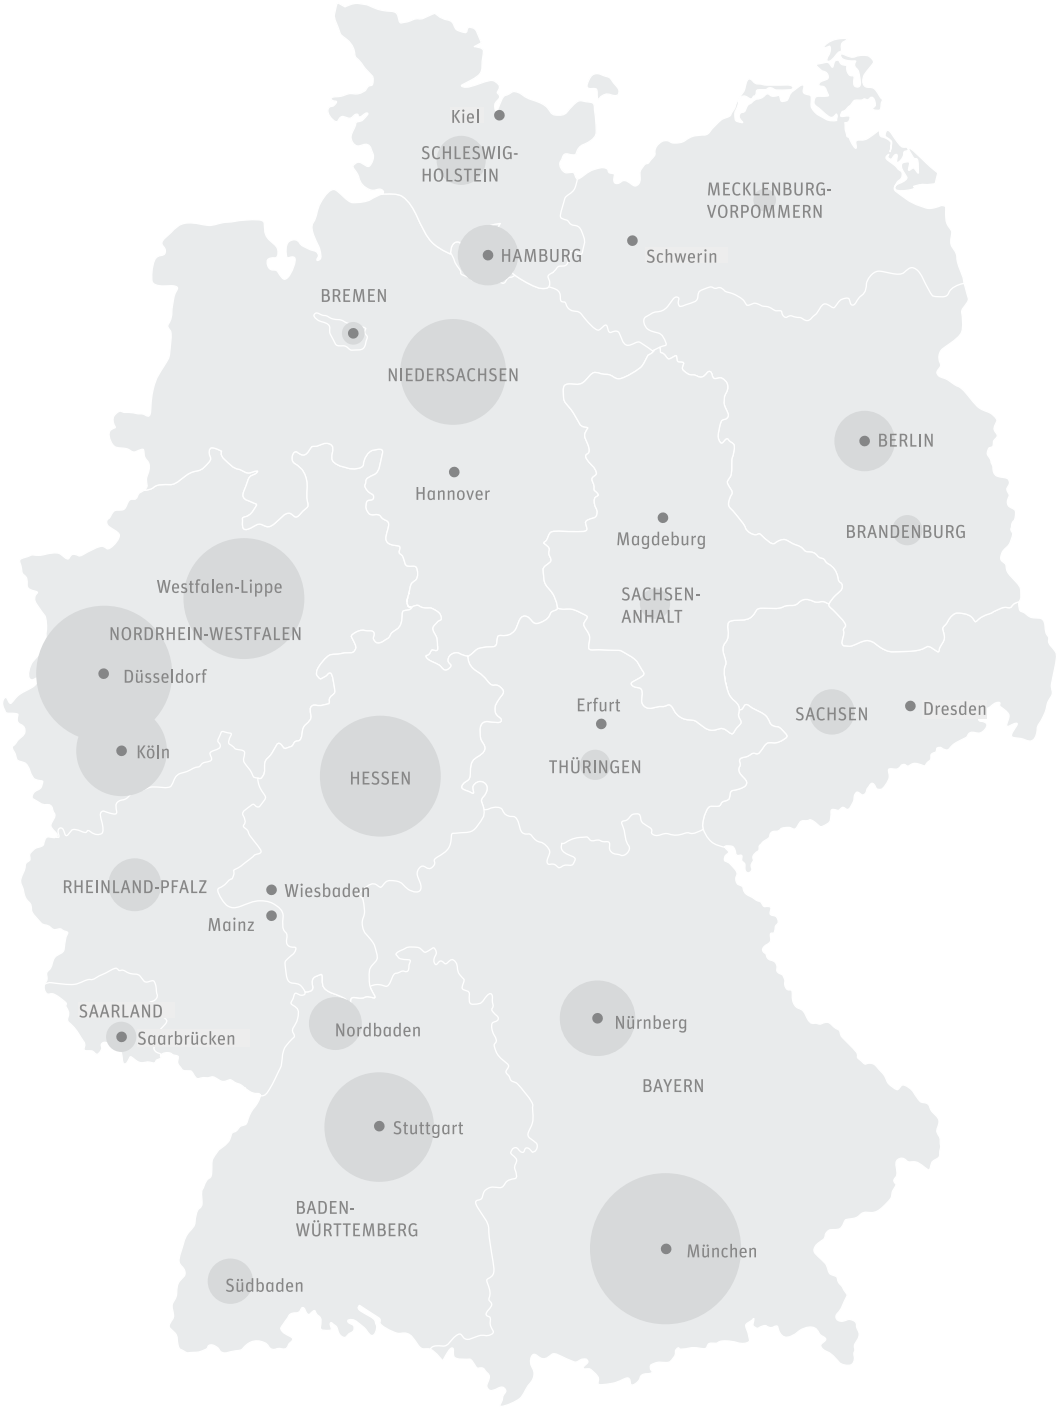 Kiel
SCHLESWIG-
HOLSTEIN
MECKLENBURG-
VORPOMMERN
HAMBURG
Schwerin
BREMEN
NIEDERSACHSEN
BERLIN
Hannover
BRANDENBURG
Magdeburg
Westfalen-Lippe
SACHSEN-
ANHALT
NORDRHEIN-WESTFALEN
Düsseldorf
Erfurt
SACHSEN
Dresden
Köln
THÜRINGEN
HESSEN
RHEINLAND-PFALZ
Wiesbaden
Mainz
SAARLAND
Saarbrücken
Nordbaden
Nürnberg
BAYERN
Stuttgart
BADEN-
WÜRTTEMBERG
München
Südbaden